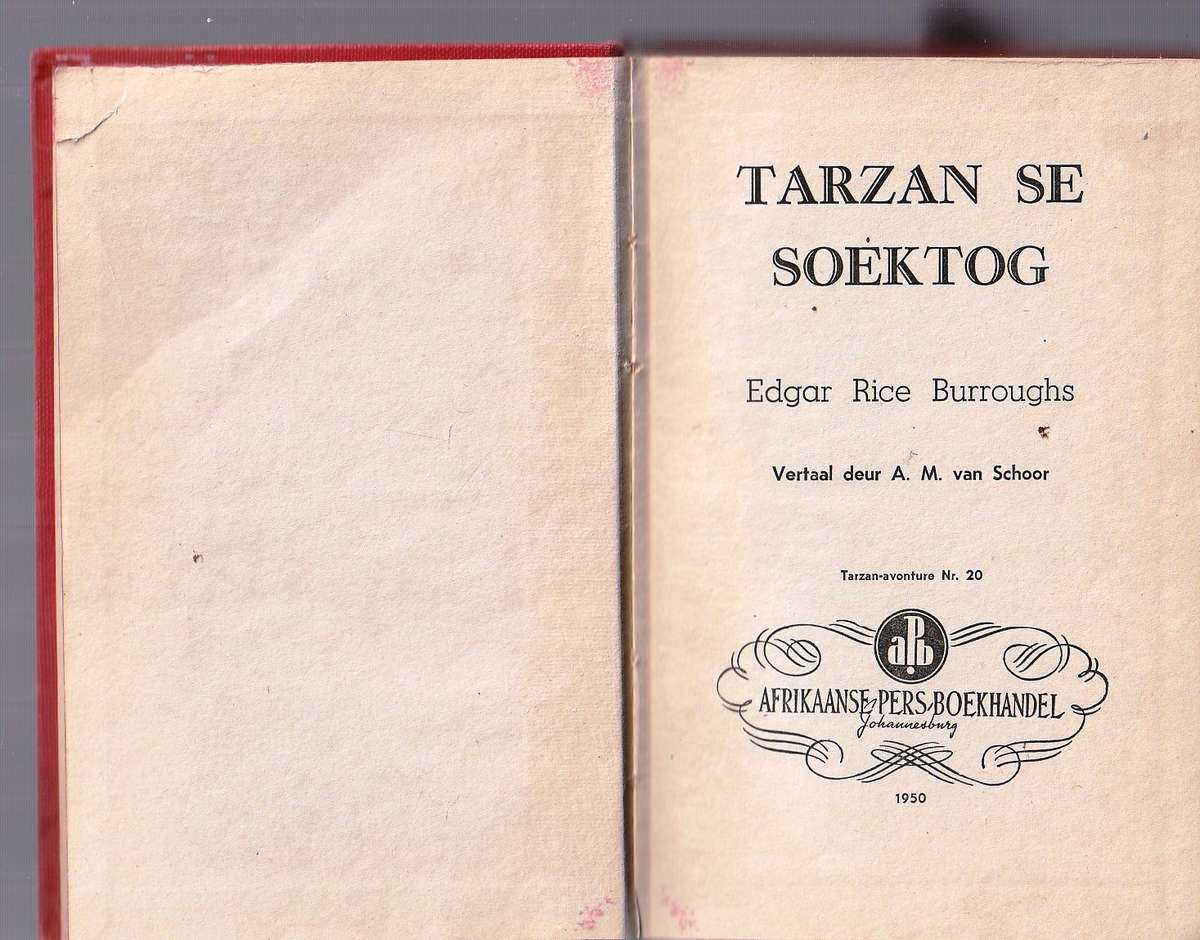 TARZAN SE
SOEKTOG
Edgar Rice Burroughs
Vertaal deur A. M. van Schoor
Tarzan-avonture Nr. 20
aPb
AFRIKAANSE PERS-BOEKHANDEL
Johannesburg
1950